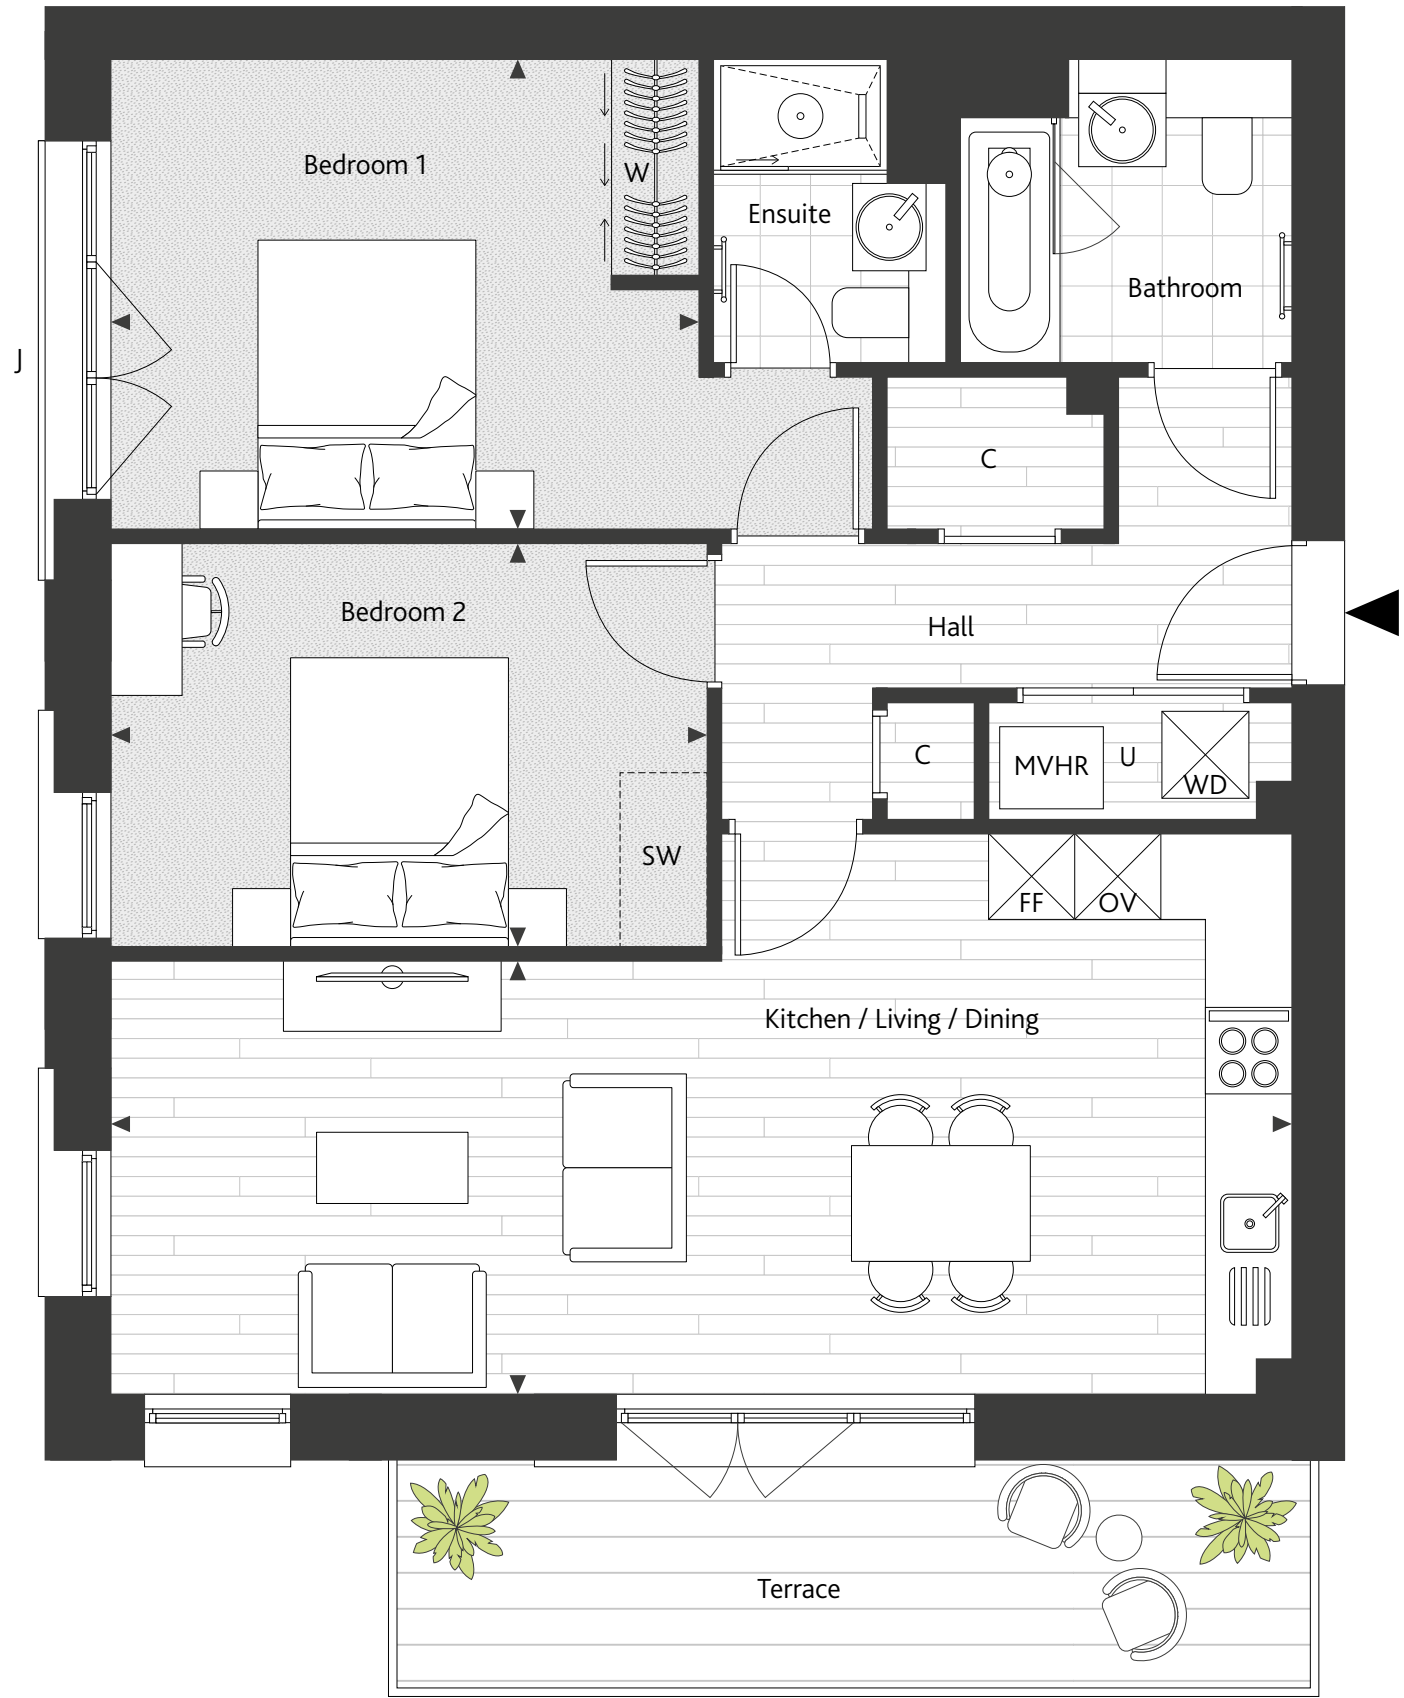 Bedroom 1
W
Ensuite
Bathroom
J
C
Bedroom 2
Hall
C
MVHR
U
WD
SW
FF
OV
Kitchen / Living / Dining
Terrace